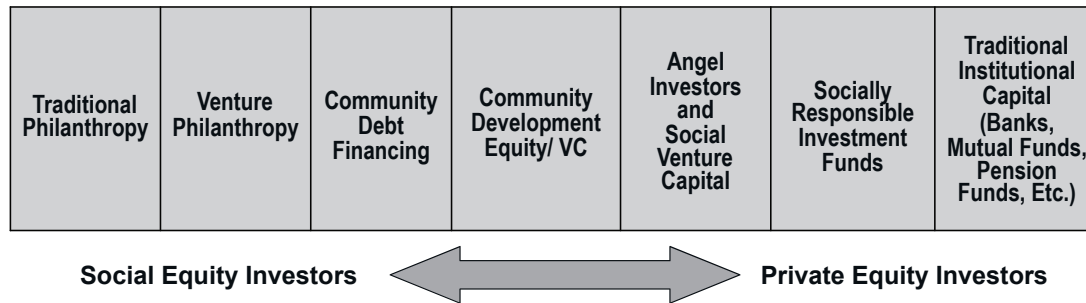 Traditional
Philanthropy
Venture
Philanthropy
Community
Debt
Financing
Community
Development
Equity/ VC
Angel
Investors
and
Social
Venture
Capital
Socially
Responsible
Investment
Funds
Traditional
Institutional
Capital
(Banks,
Mutual Funds,
Pension
Funds, Etc.)
Social Equity Investors
Private Equity Investors